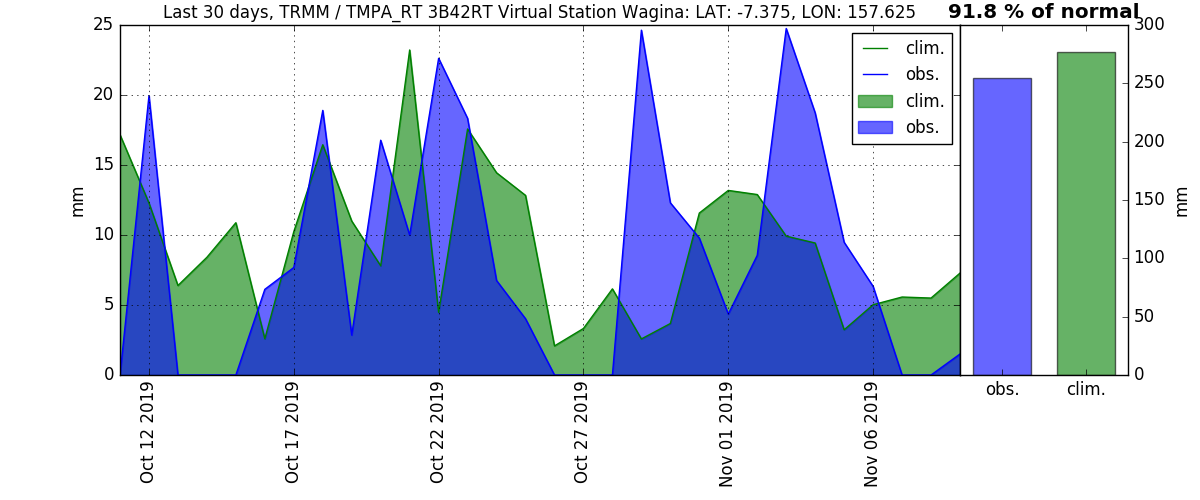 Last 30 days, TRMM / TMPA_RT 3B42RT Virtual Station Wagina: LAT: -7.375, LON: 157.625
91.8 % of normal
25
20
15
10
5
0
mm
clim.
obs.
clim.
obs.
300
250
200
150
100
50
0
mm
obs.
clim.
Oct 12 2019
Oct 17 2019
Oct 22 2019
Oct 27 2019
Nov 01 2019
Nov 06 2019